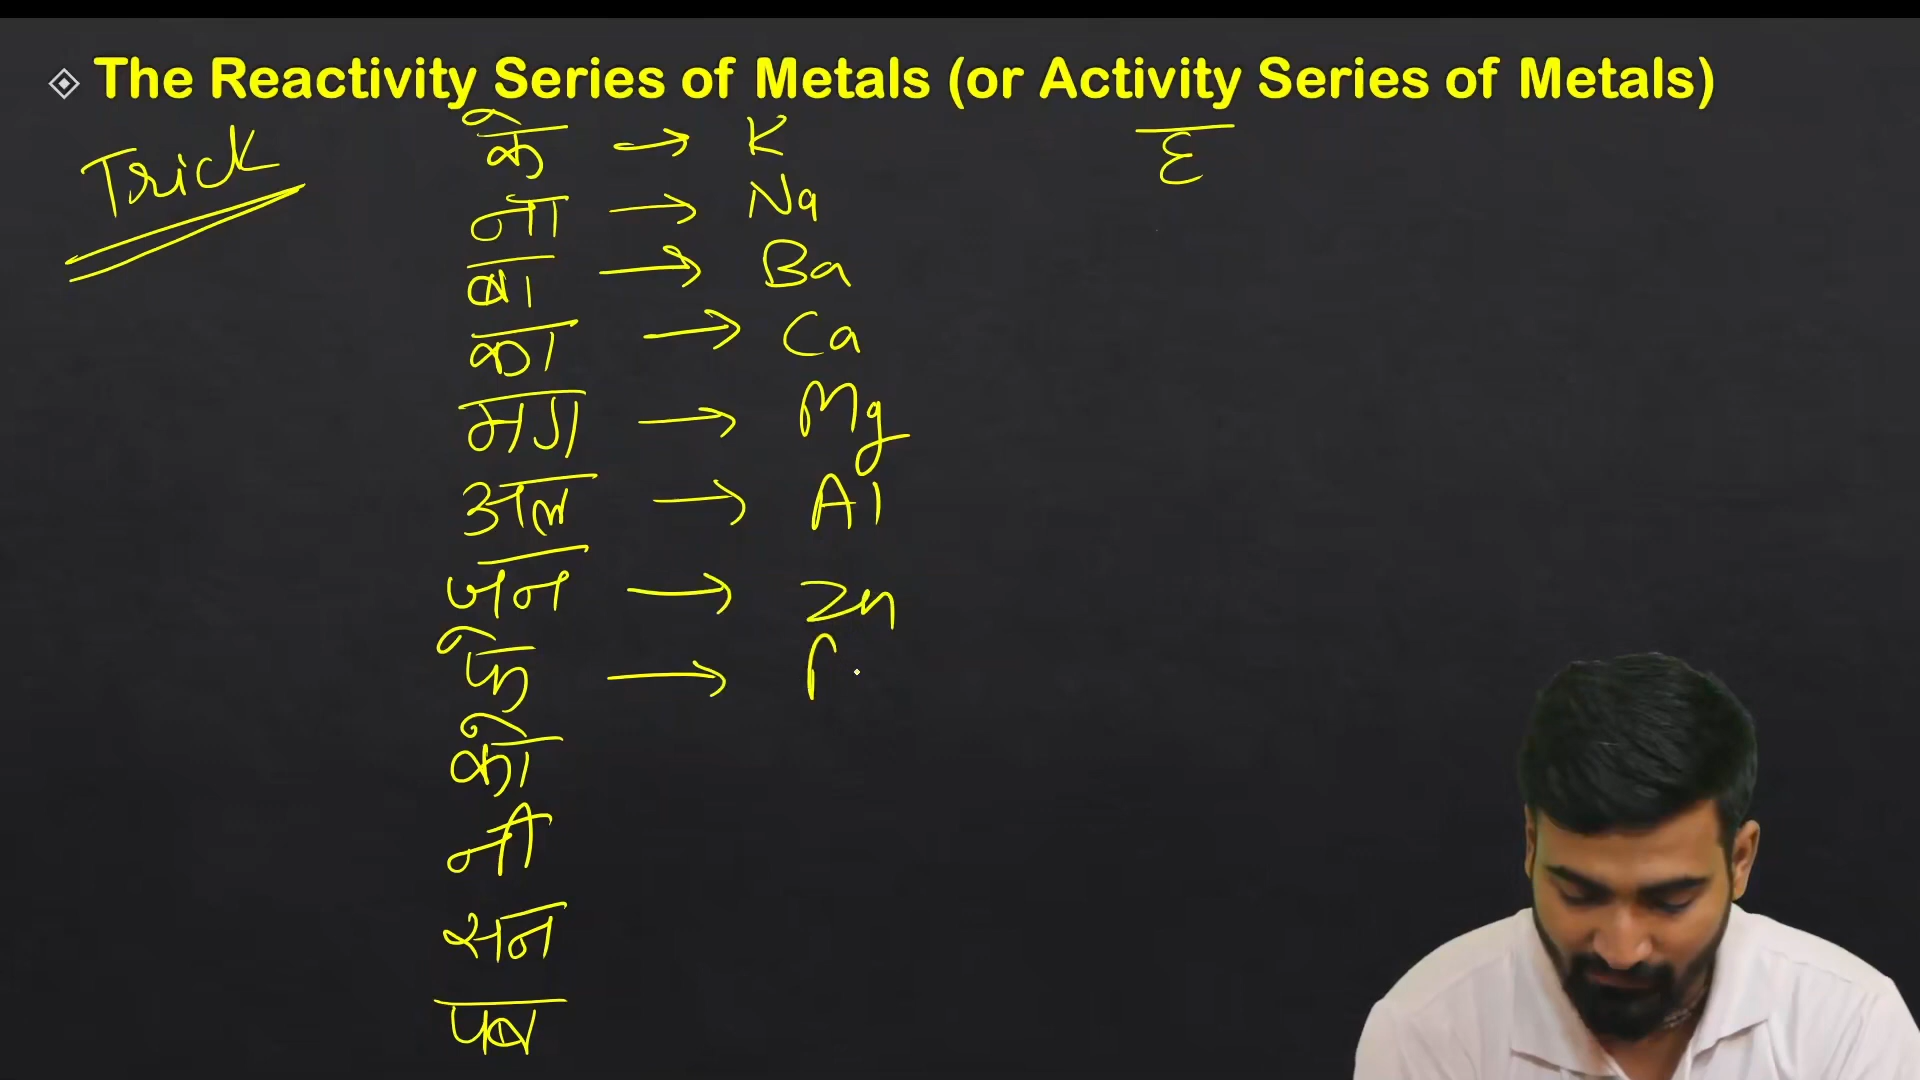 The Reactivity Series of Metals (or Activity Series of Metals)
Trick
के → K
ना → Na
बा → Ba
का → Ca
मग → Mg
अल → Al
जन → Zn
फे →
को
नी
सन
पब
ह